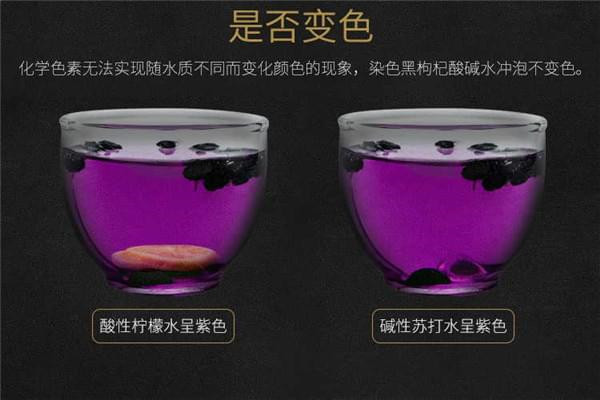 是否变色
化学色素无法实现随水质不同而变化颜色的现象，染色黑枸杞酸碱水冲泡不变色。
酸性柠檬水呈紫色
碱性苏打水呈紫色